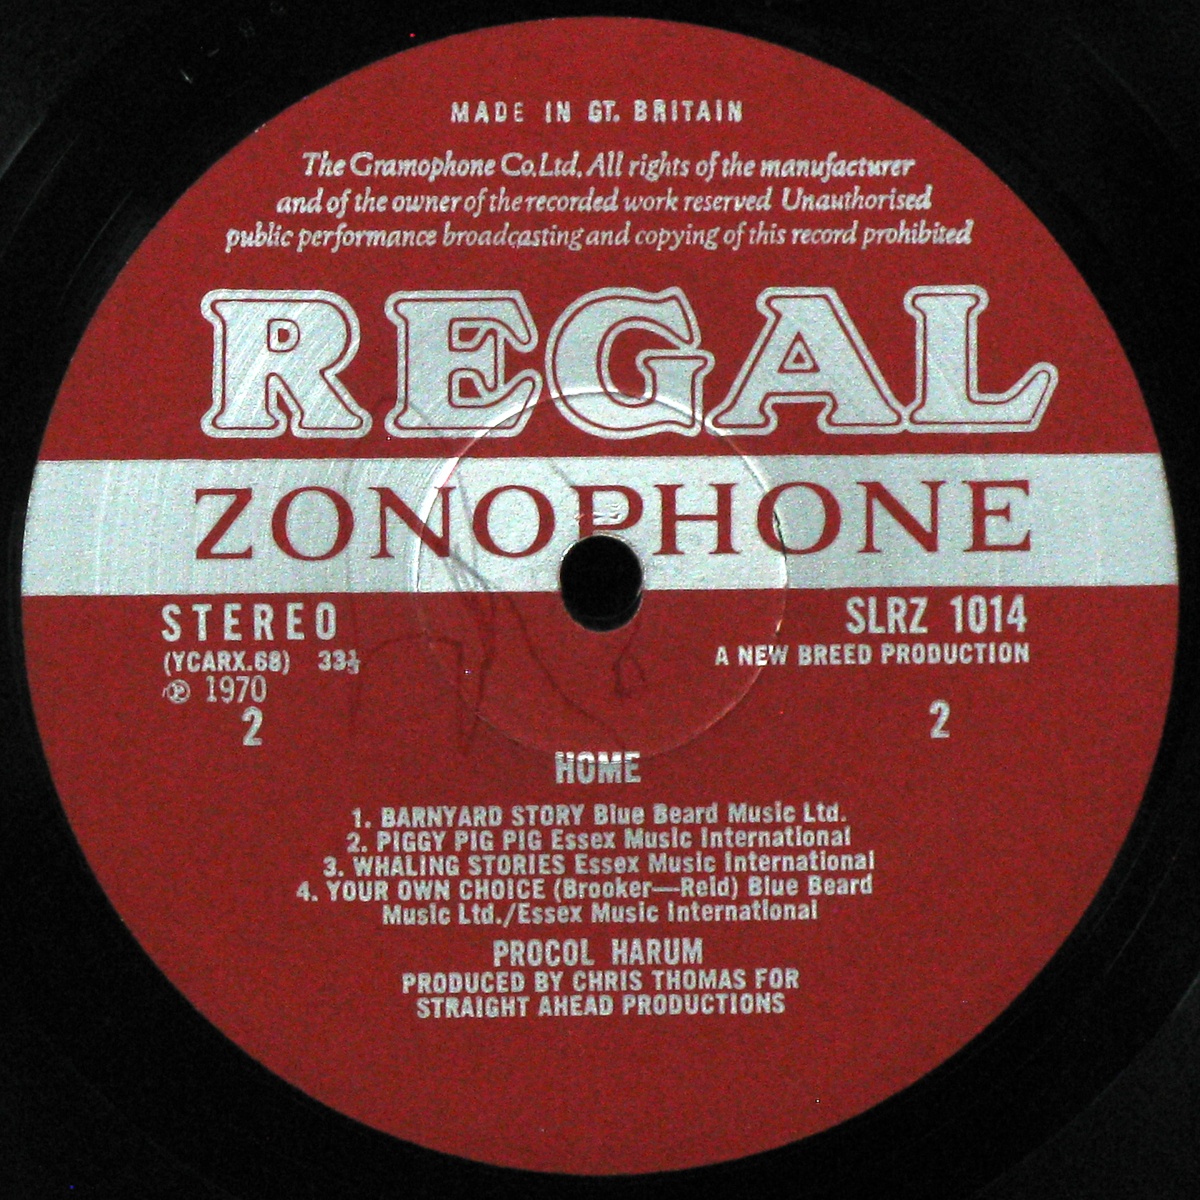 MADE IN GT. BRITAIN
The Gramophone Co.Ltd. All rights of the manufacturer
and of the owner of the recorded work reserved Unauthorised
public performance broadcasting and copying of this record prohibited
REGAL
ZONOPHONE
STEREO
SLRZ 1014
(YCARX.68) 33⅓
A NEW BREED PRODUCTION
℗ 1970
2
2
HOME
1. BARNYARD STORY Blue Beard Music Ltd.
2. PIGGY PIG PIG Essex Music International
3. WHALING STORIES Essex Music International
4. YOUR OWN CHOICE (Brooker—Reid) Blue Beard
Music Ltd./Essex Music International
PROCOL HARUM
PRODUCED BY CHRIS THOMAS FOR
STRAIGHT AHEAD PRODUCTIONS